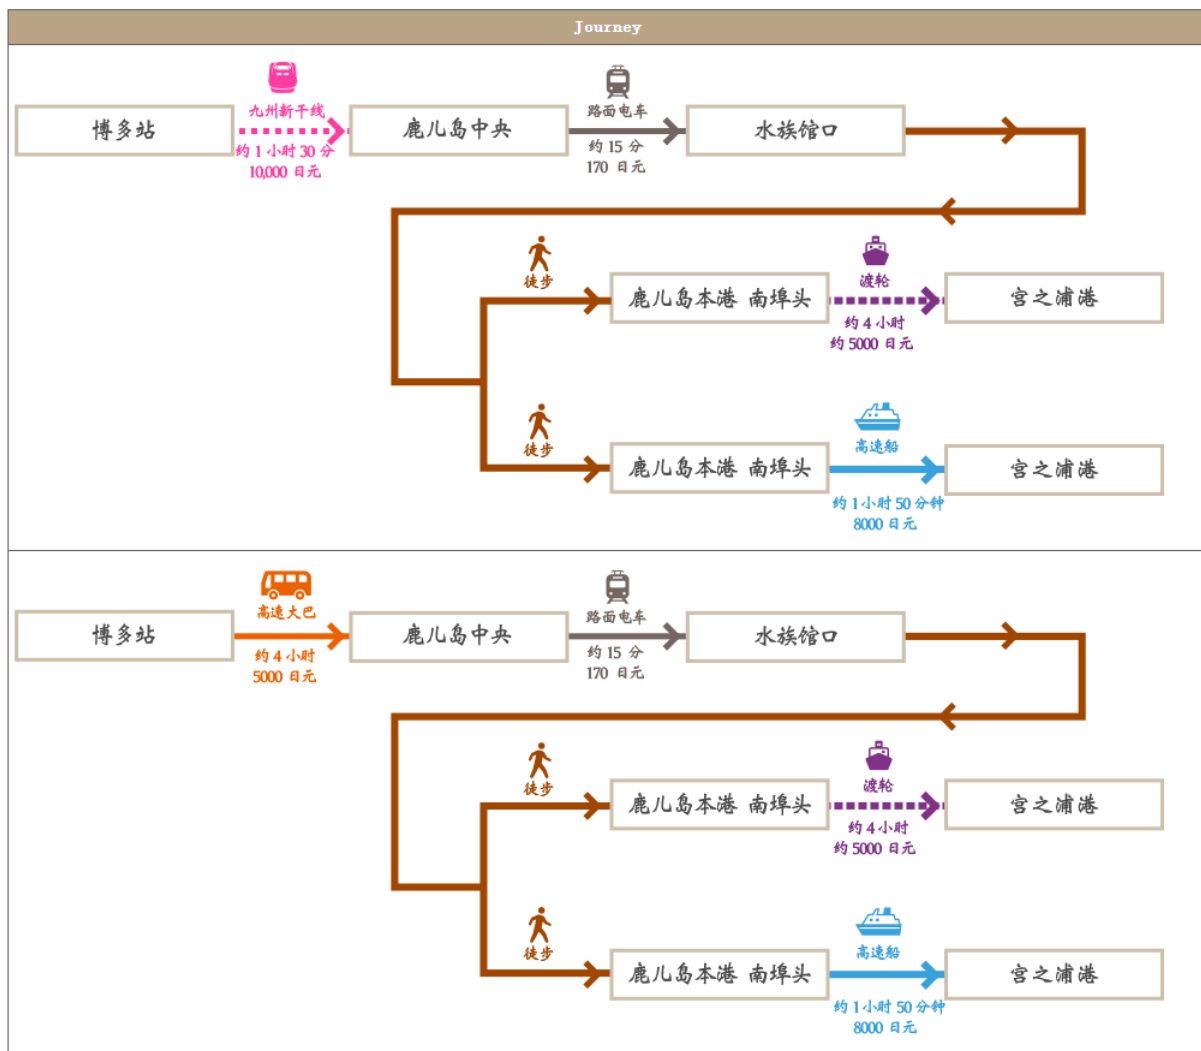 Journey
九州新干线
路面电车
博多站
鹿儿岛中央
水族馆口
约 1 小时 30 分
10,000 日元
约 15 分
170 日元
徒步
渡轮
鹿儿岛本港 南埠头
宫之浦港
约 4 小时
约 5000 日元
徒步
高速船
鹿儿岛本港 南埠头
宫之浦港
约 1 小时 50 分钟
8000 日元
高速大巴
路面电车
博多站
鹿儿岛中央
水族馆口
约 4 小时
5000 日元
约 15 分
170 日元
徒步
渡轮
鹿儿岛本港 南埠头
宫之浦港
约 4 小时
约 5000 日元
徒步
高速船
鹿儿岛本港 南埠头
宫之浦港
约 1 小时 50 分钟
8000 日元